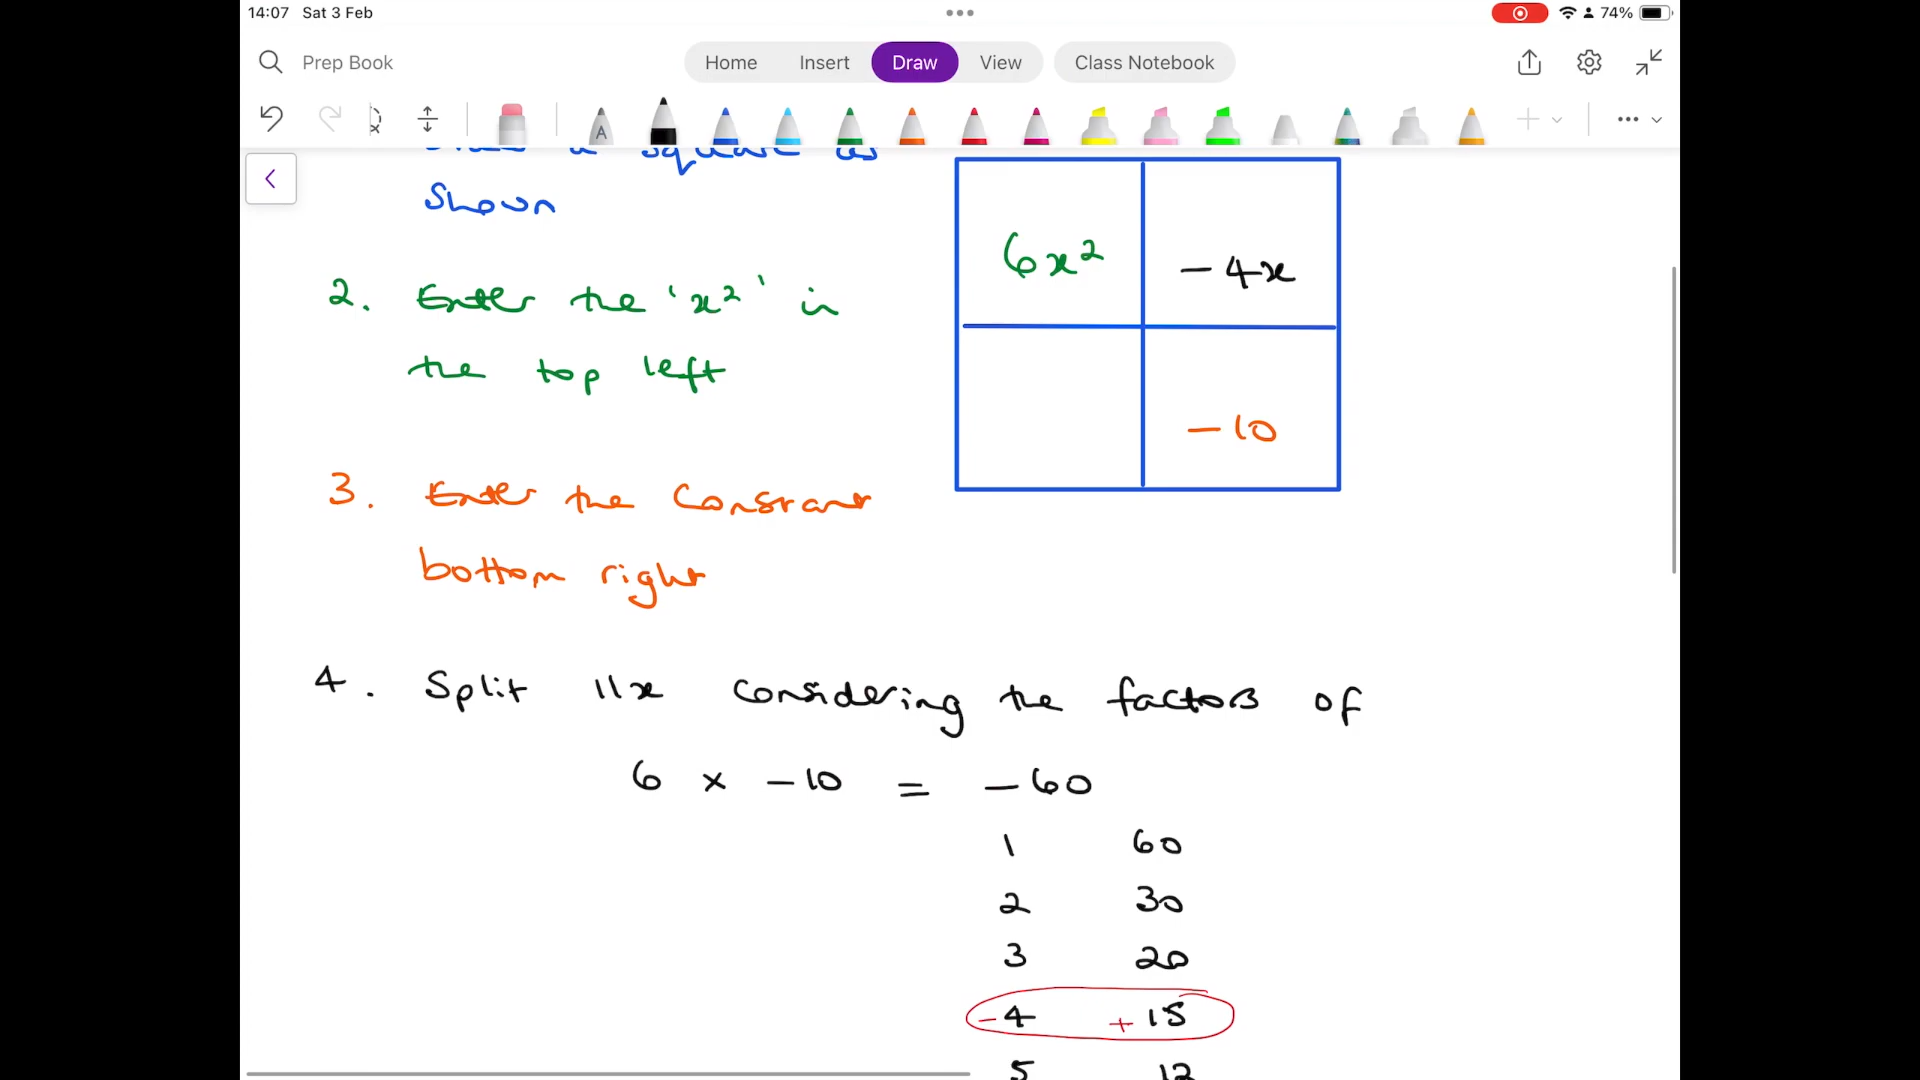 14:07 Sat 3 Feb 74%
Prep Book Home Insert Draw View Class Notebook
A
square as
Shown
6x² -4x
2. Enter the 'x²' in
the top left
-10
3. Enter the Constant
bottom right
4. Split 11x Considering the factors of
6 x -10 = -60
1 60
2 30
3 20
-4 +15
5 12